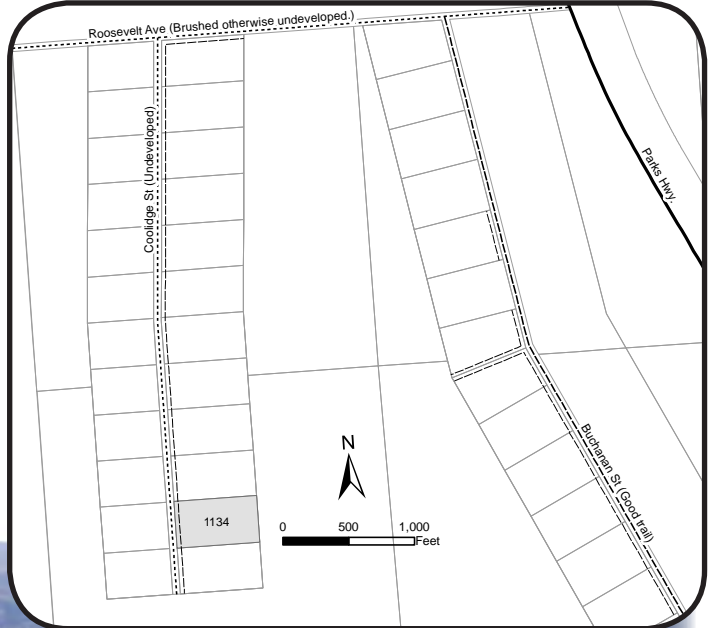 Roosevelt Ave (Brushed otherwise undeveloped.)
Coolidge St (Undeveloped)
Parks Hwy.
Buchanan St (Good trail)
N
0 500 1,000
Feet
1134